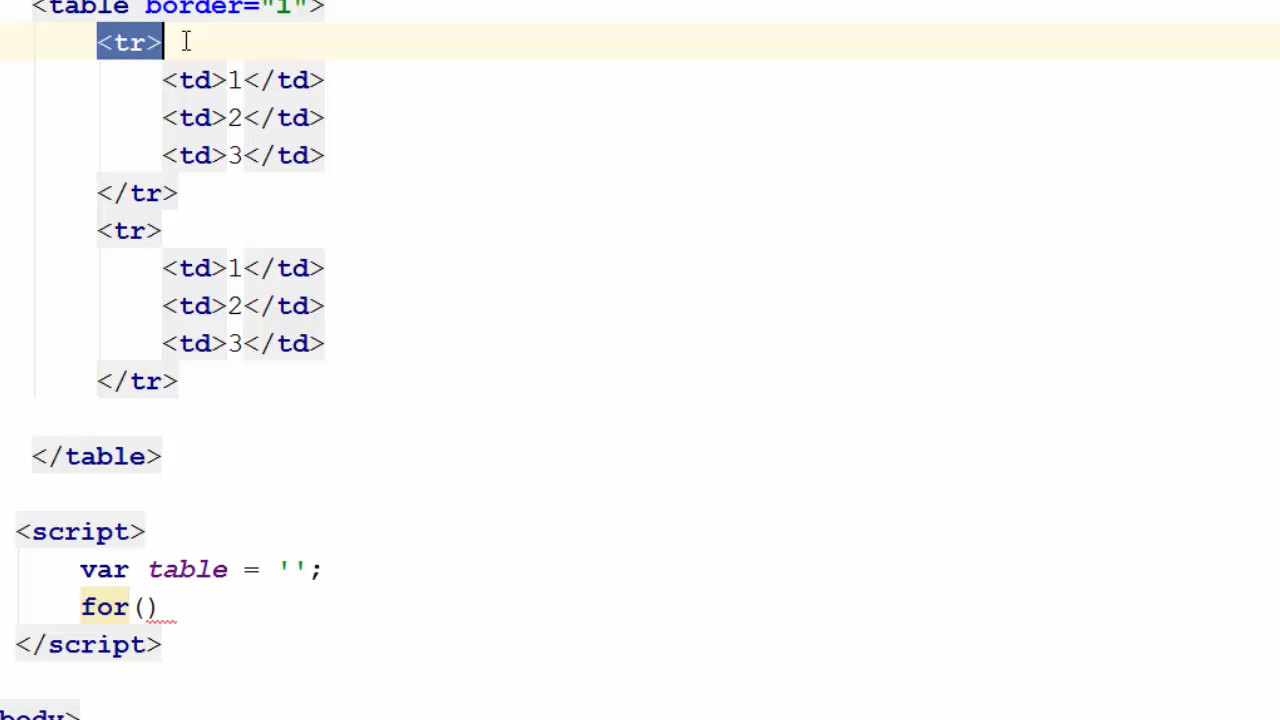 <table border="1">
<tr>
<td>1</td>
<td>2</td>
<td>3</td>
</tr>
<tr>
<td>1</td>
<td>2</td>
<td>3</td>
</tr>
</table>
<script>
var table = '';
for()
</script>
body>